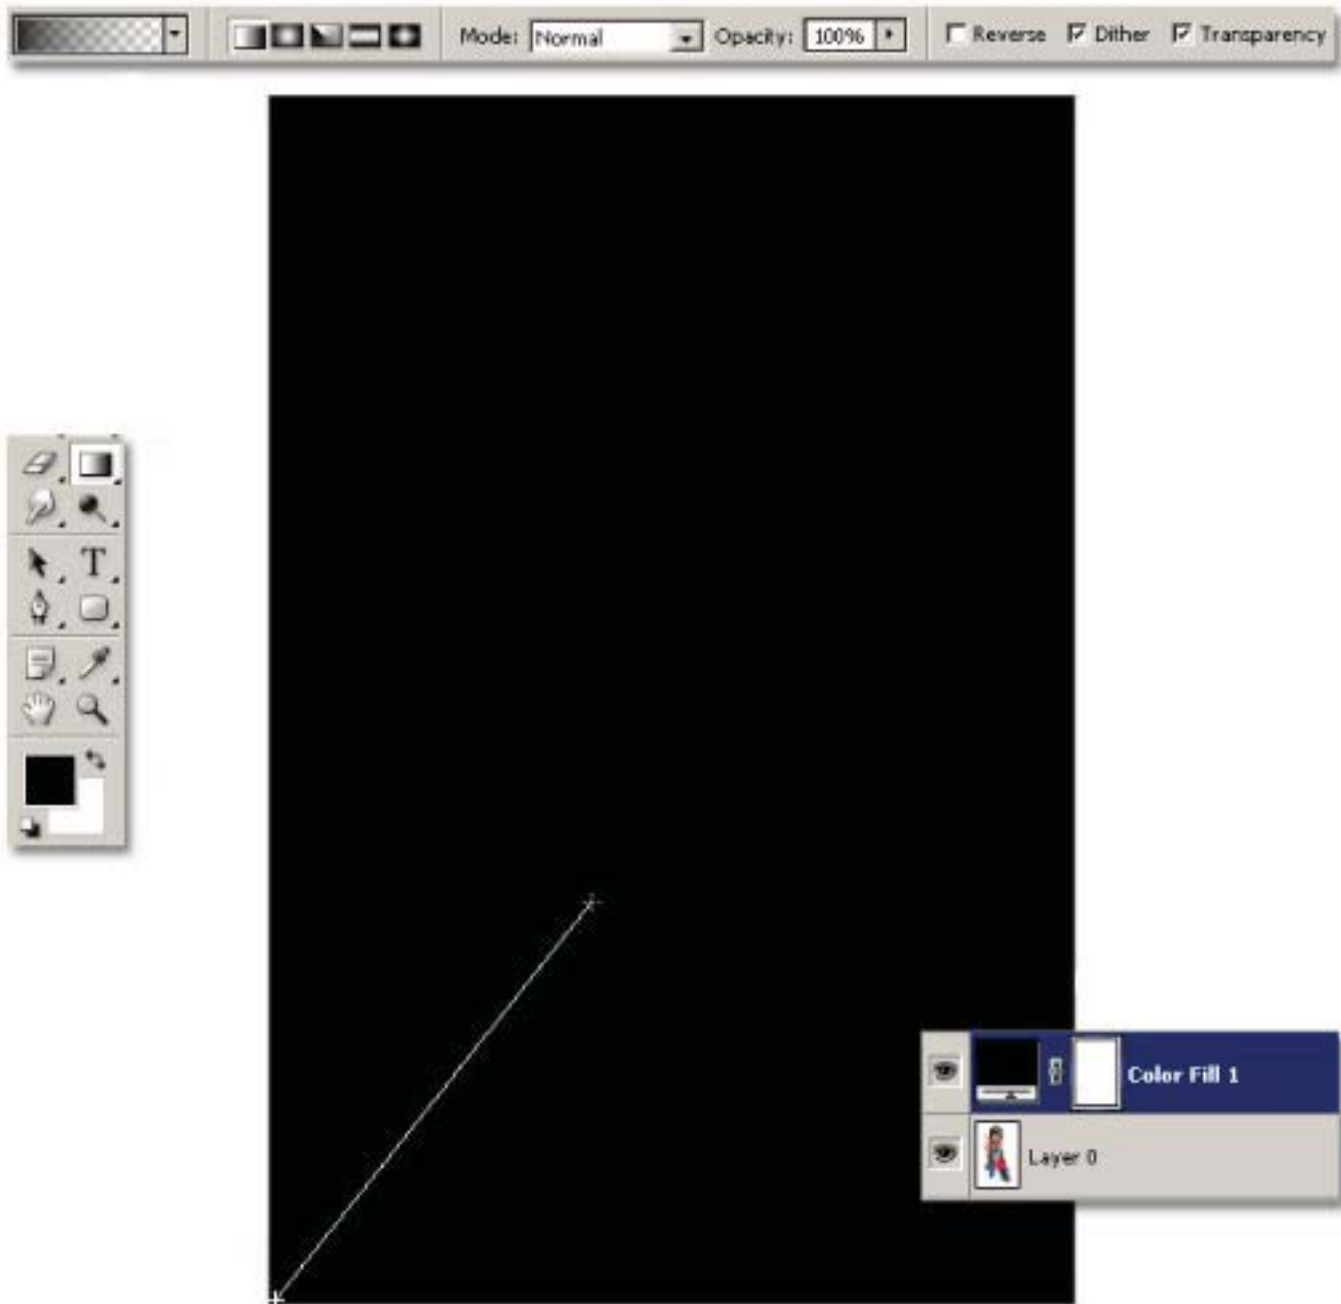 Mode: Normal Opacity: 100% Reverse Dither Transparency
T
Color Fill 1
Layer 0